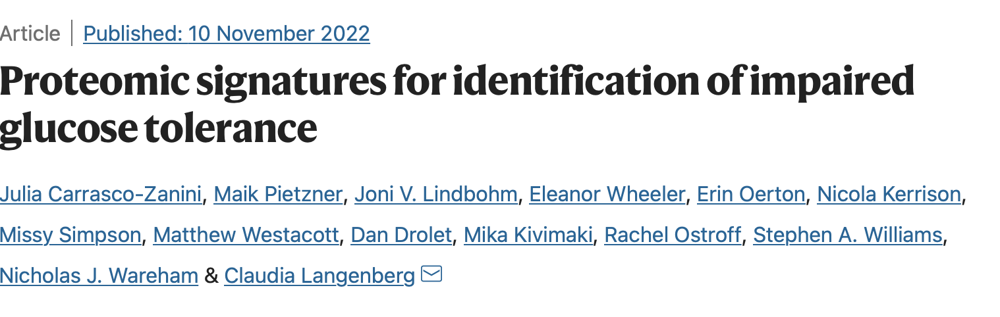 Article | Published: 10 November 2022
Proteomic signatures for identification of impaired
glucose tolerance
Julia Carrasco-Zanini, Maik Pietzner, Joni V. Lindbohm, Eleanor Wheeler, Erin Oerton, Nicola Kerrison,
Missy Simpson, Matthew Westacott, Dan Drolet, Mika Kivimaki, Rachel Ostroff, Stephen A. Williams,
Nicholas J. Wareham & Claudia Langenberg